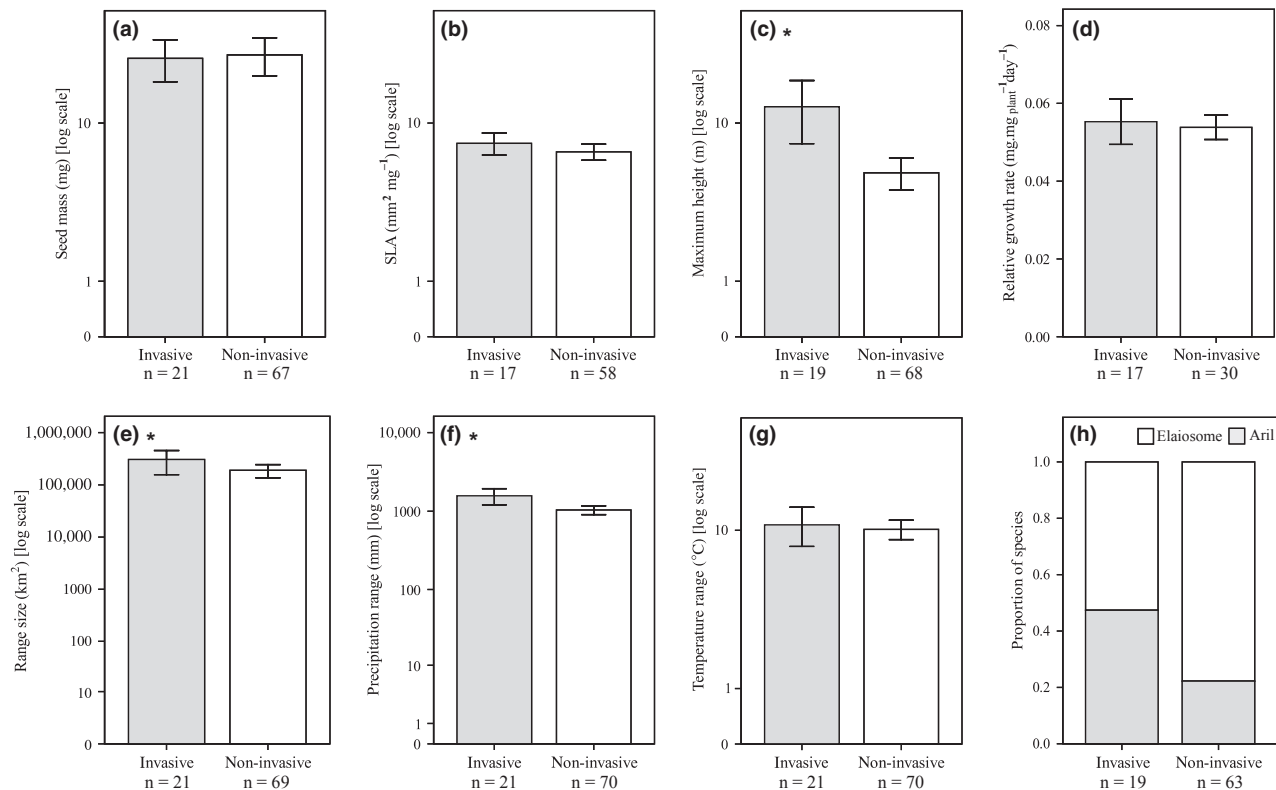 (a)
Seed mass (mg) [log scale]
10
1
0
Invasive
n = 21
Non-invasive
n = 67
(b)
SLA (mm² mg⁻¹) [log scale]
10
1
0
Invasive
n = 17
Non-invasive
n = 58
(c) *
Maximum height (m) [log scale]
10
1
0
Invasive
n = 19
Non-invasive
n = 68
(d)
Relative growth rate (mg.mg plant⁻¹day⁻¹)
0.08
0.06
0.04
0.02
0.00
Invasive
n = 17
Non-invasive
n = 30
(e) *
Range size (km²) [log scale]
1,000,000
100,000
10,000
1000
100
10
0
Invasive
n = 21
Non-invasive
n = 69
(f) *
Precipitation range (mm) [log scale]
10,000
1000
100
10
1
0
Invasive
n = 21
Non-invasive
n = 70
(g)
Temperature range (°C) [log scale]
10
1
0
Invasive
n = 21
Non-invasive
n = 70
(h)
Elaiosome
Aril
Proportion of species
1.0
0.8
0.6
0.4
0.2
0.0
Invasive
n = 19
Non-invasive
n = 63